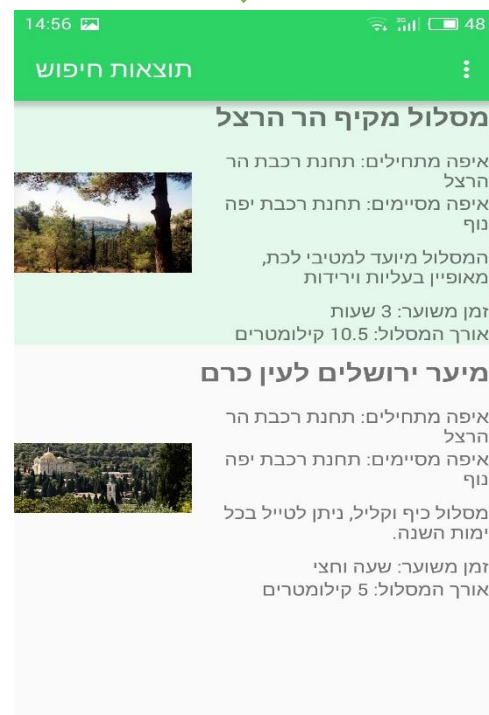 14:56
48
תוצאות חיפוש
מסלול מקיף הר הרצל
איפה מתחילים: תחנת רכבת הר
הרצל
איפה מסיימים: תחנת רכבת יפה
נוף
המסלול מיועד למטיבי לכת,
מאופיין בעליות וירידות
זמן משוער: 3 שעות
אורך המסלול: 10.5 קילומטרים
מיער ירושלים לעין כרם
איפה מתחילים: תחנת רכבת הר
הרצל
איפה מסיימים: תחנת רכבת יפה
נוף
מסלול כיף וקליל, ניתן לטייל בכל
ימות השנה.
זמן משוער: שעה וחצי
אורך המסלול: 5 קילומטרים